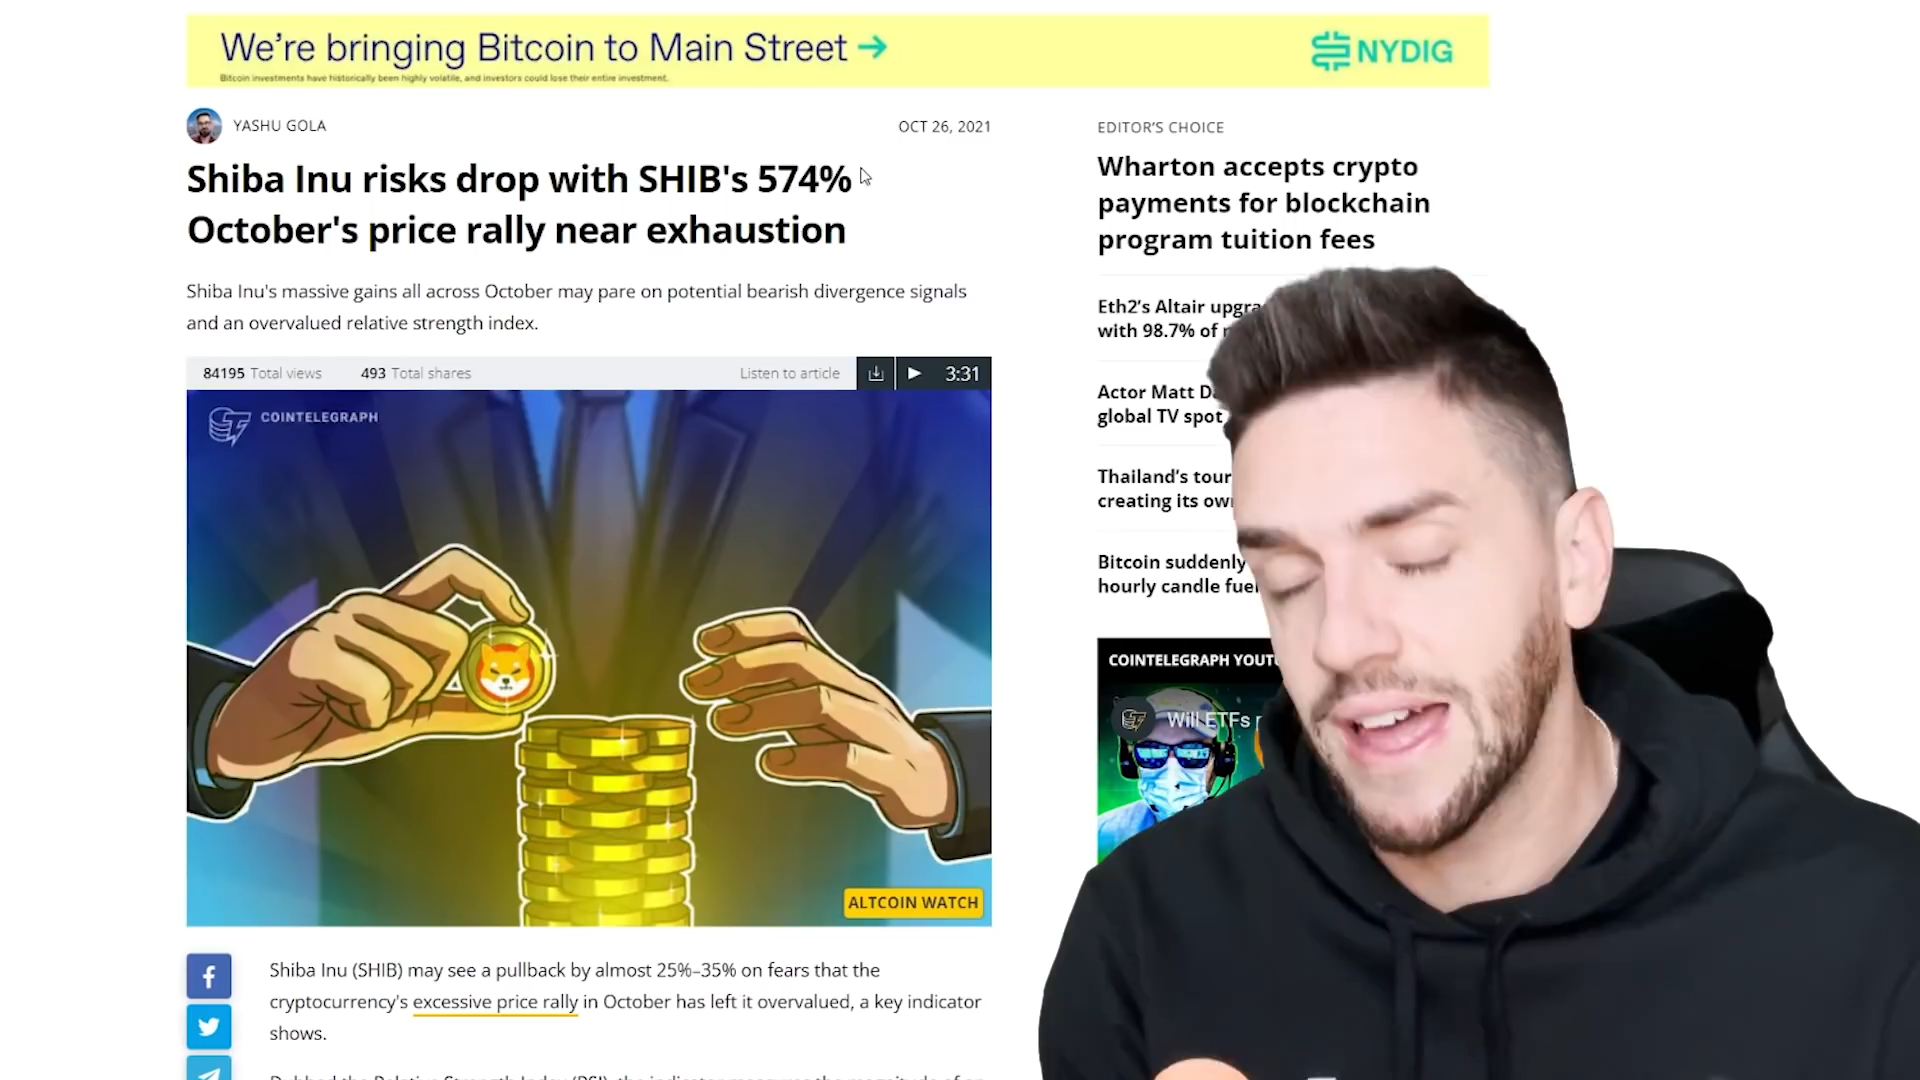 We're bringing Bitcoin to Main Street →
NYDIG
Bitcoin investments have historically been highly volatile, and investors could lose their entire investment.
YASHU GOLA
OCT 26, 2021
Shiba Inu risks drop with SHIB's 574%
October's price rally near exhaustion
Shiba Inu's massive gains all across October may pare on potential bearish divergence signals
and an overvalued relative strength index.
84195 Total views 493 Total shares Listen to article 3:31
COINTELEGRAPH
ALTCOIN WATCH
Shiba Inu (SHIB) may see a pullback by almost 25%–35% on fears that the
cryptocurrency's excessive price rally in October has left it overvalued, a key indicator
shows.
EDITOR'S CHOICE
Wharton accepts crypto
payments for blockchain
program tuition fees
Eth2's Altair
with 98.7% of
Actor Matt
global TV spot
Thailand's
creating its
Bitcoin suddenly
hourly candle
COINTELEGRAPH
Will ETFs